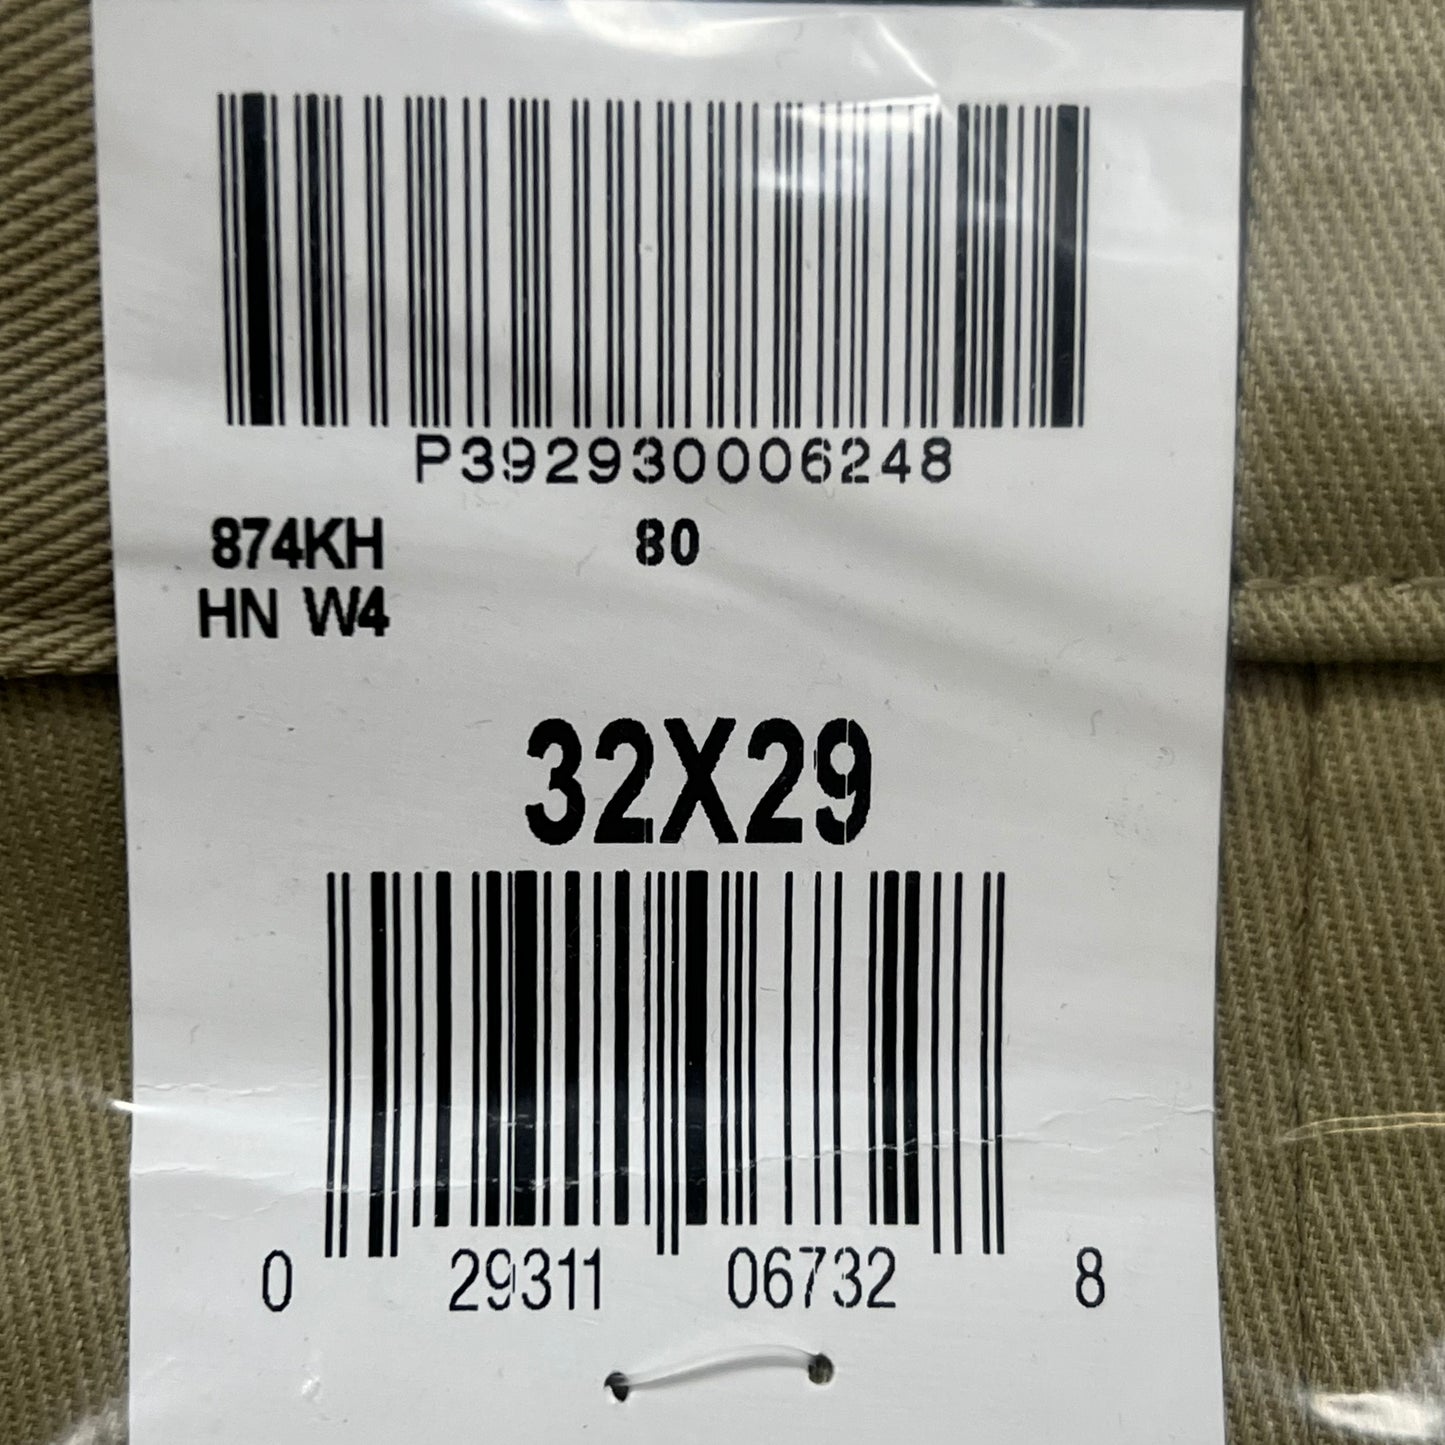 P392930006248
874KH 80
HN W4
32X29
0 29311 06732 8